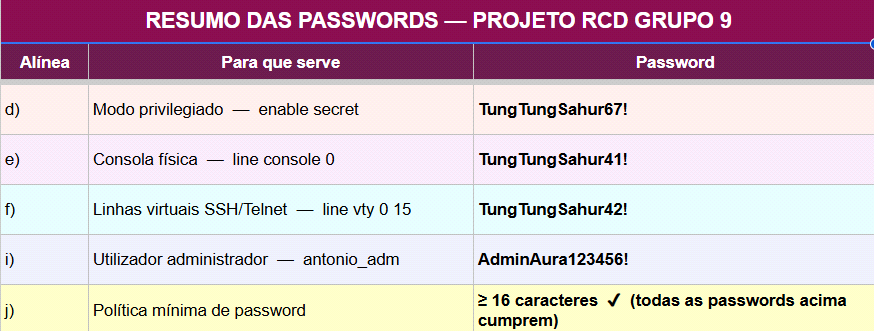 RESUMO DAS PASSWORDS — PROJETO RCD GRUPO 9
Alínea Para que serve Password
d) Modo privilegiado — enable secret TungTungSahur67!
e) Consola física — line console 0 TungTungSahur41!
f) Linhas virtuais SSH/Telnet — line vty 0 15 TungTungSahur42!
i) Utilizador administrador — antonio_adm AdminAura123456!
j) Política mínima de password ≥ 16 caracteres ✓ (todas as passwords acima
cumprem)